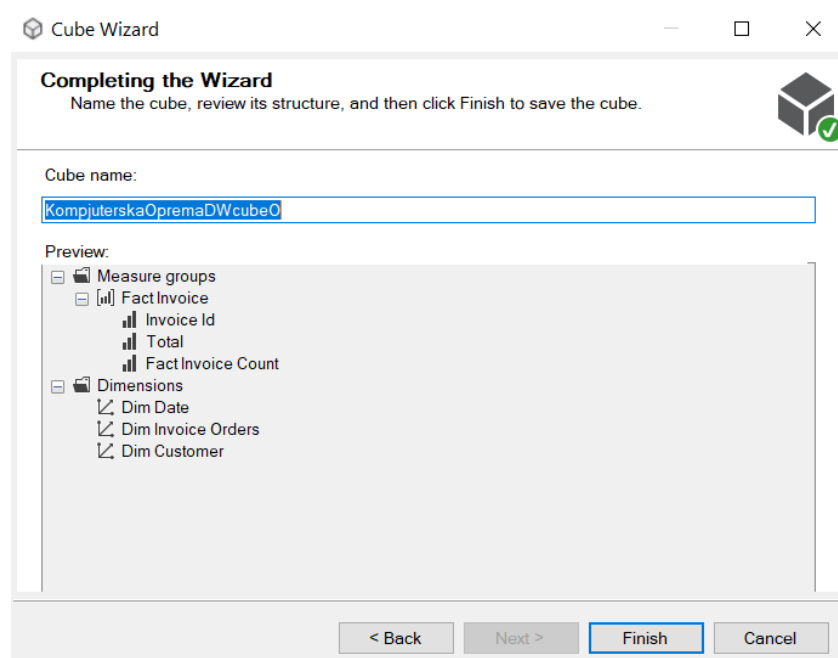 Cube Wizard
Completing the Wizard
Name the cube, review its structure, and then click Finish to save the cube.
Cube name:
KompjuterskaOpremaDWcubeO
Preview:
Measure groups
Fact Invoice
Invoice Id
Total
Fact Invoice Count
Dimensions
Dim Date
Dim Invoice Orders
Dim Customer
< Back Next > Finish Cancel